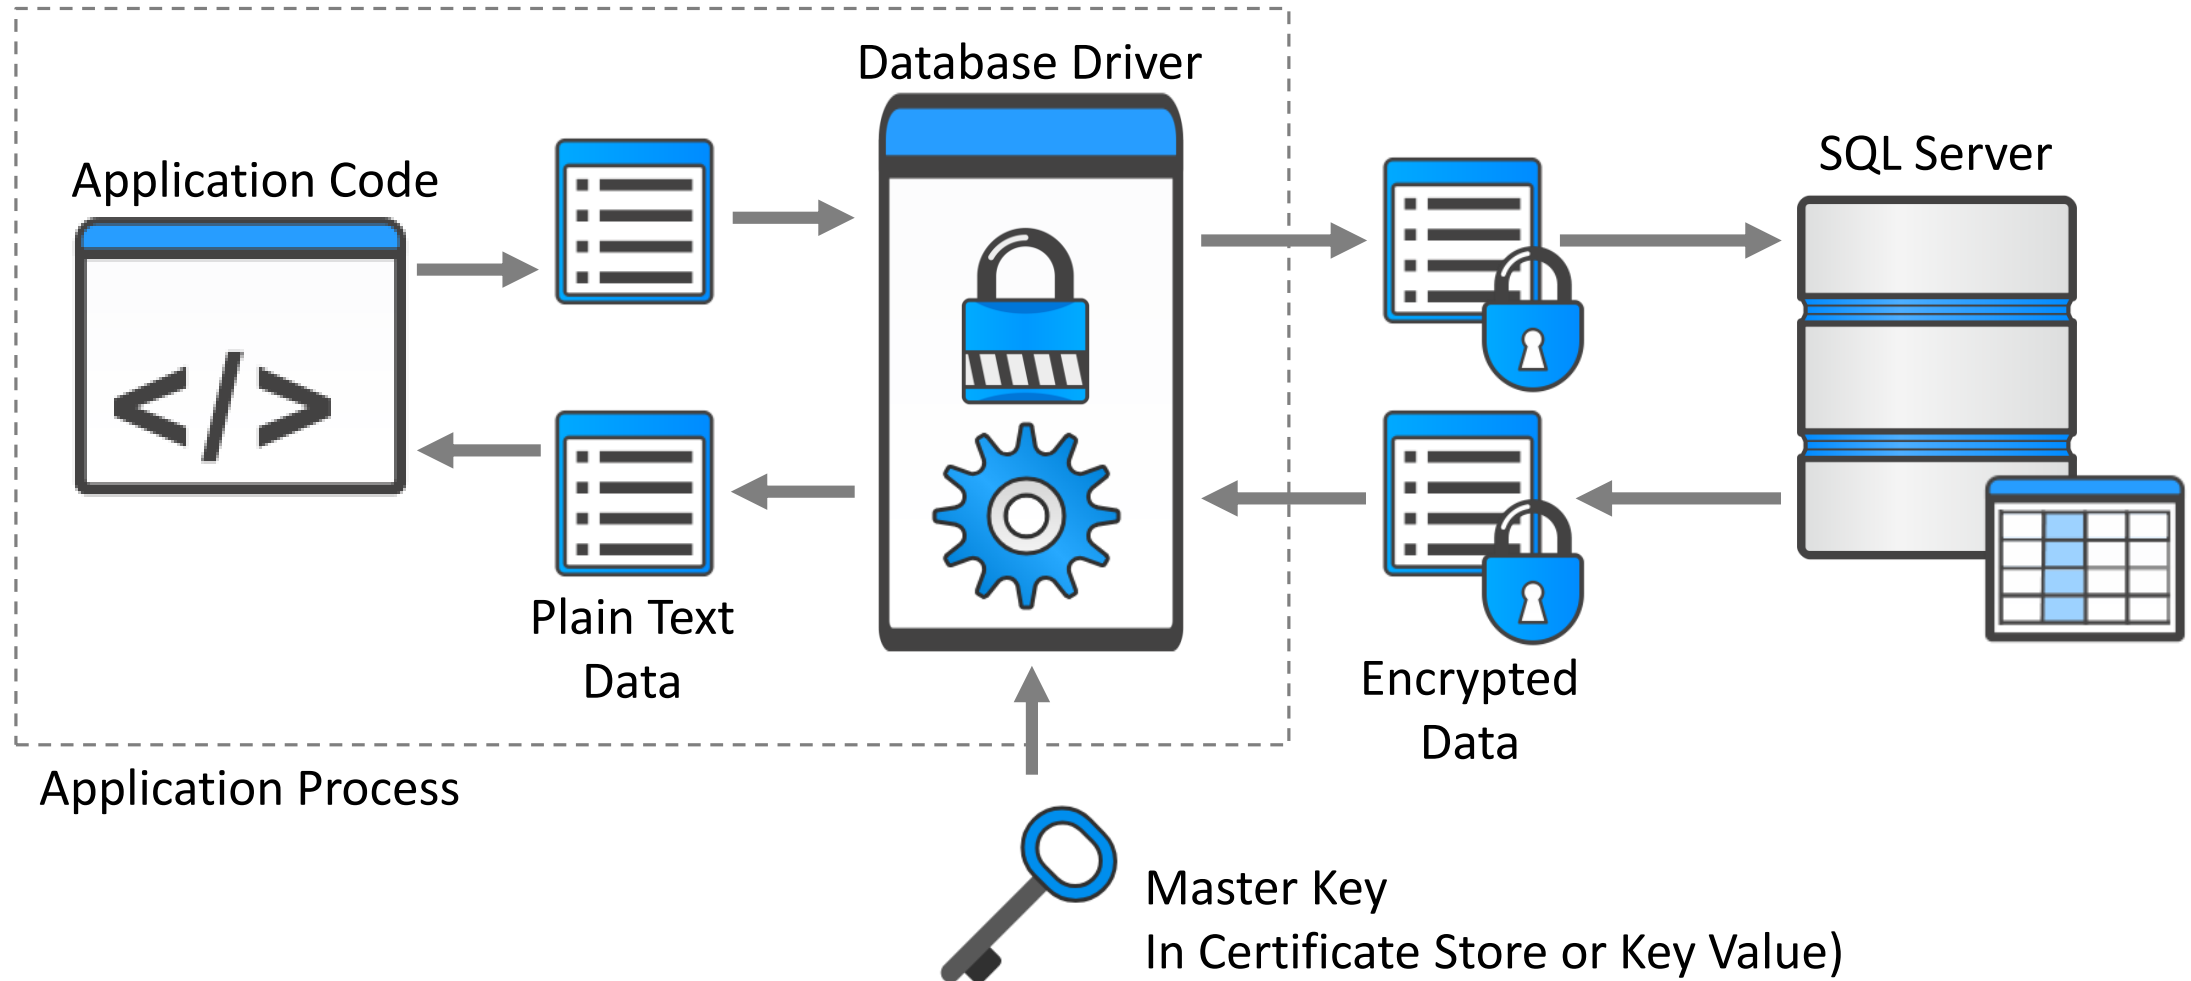 Database Driver
SQL Server
Application Code
</>
Plain Text
Data
Encrypted
Data
Application Process
Master Key
In Certificate Store or Key Value)